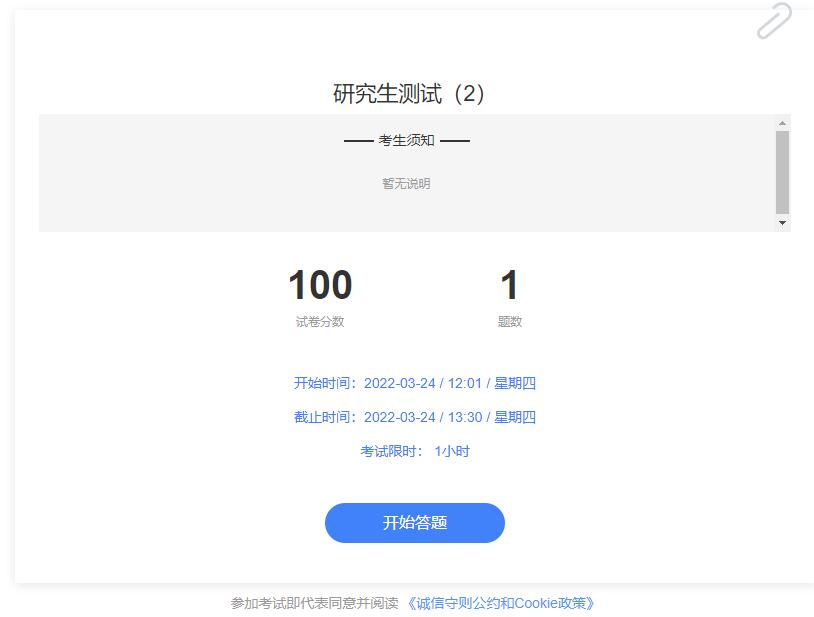 研究生测试（2）
考生须知
暂无说明
100 1
试卷分数 题数
开始时间：2022-03-24 / 12:01 / 星期四
截止时间：2022-03-24 / 13:30 / 星期四
考试限时： 1小时
开始答题
参加考试即代表同意并阅读 《诚信守则公约和Cookie政策》